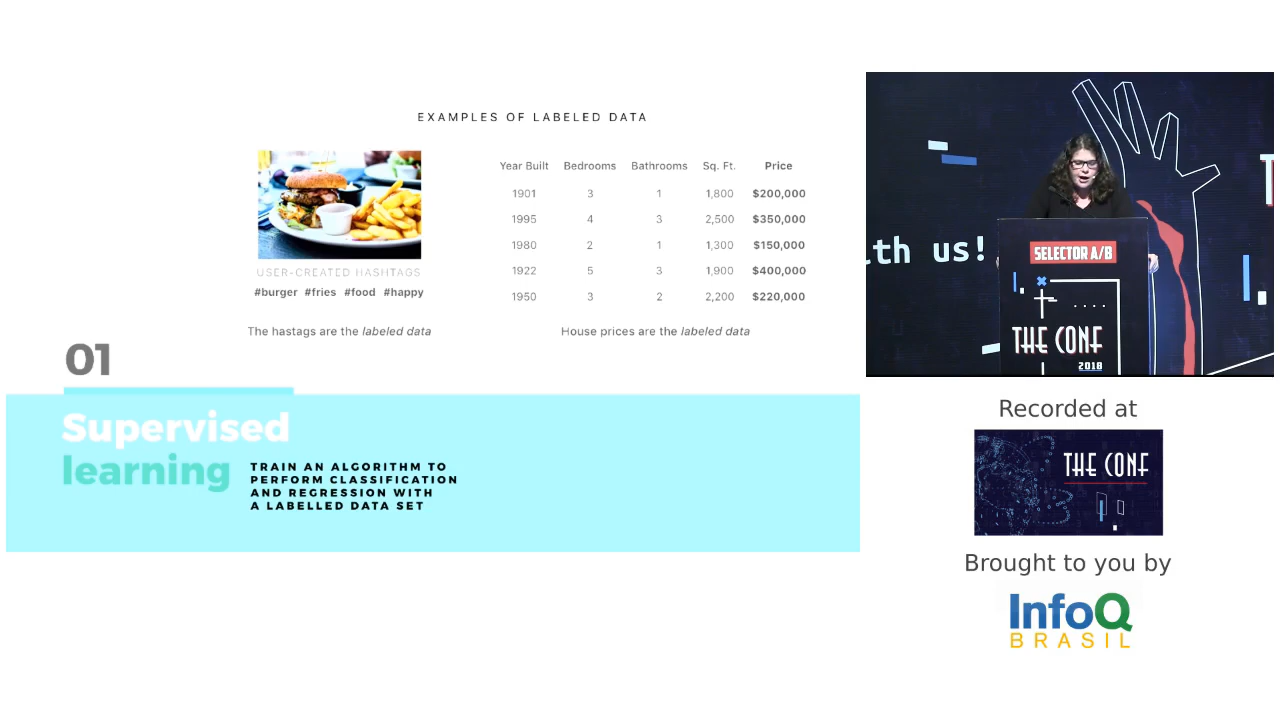 EXAMPLES OF LABELED DATA
USER-CREATED HASHTAGS
#burger #fries #food #happy
The hastags are the labeled data
Year Built Bedrooms Bathrooms Sq. Ft. Price
1901 3 1 1,800 $200,000
1995 4 3 2,500 $350,000
1980 2 1 1,300 $150,000
1922 5 3 1,900 $400,000
1950 3 2 2,200 $220,000
House prices are the labeled data
01
Supervised
learning
TRAIN AN ALGORITHM TO
PERFORM CLASSIFICATION
AND REGRESSION WITH
A LABELLED DATA SET
th us!
SELECTOR A/B
THE CONF
2018
Recorded at
THE CONF
Brought to you by
InfoQ
BRASIL